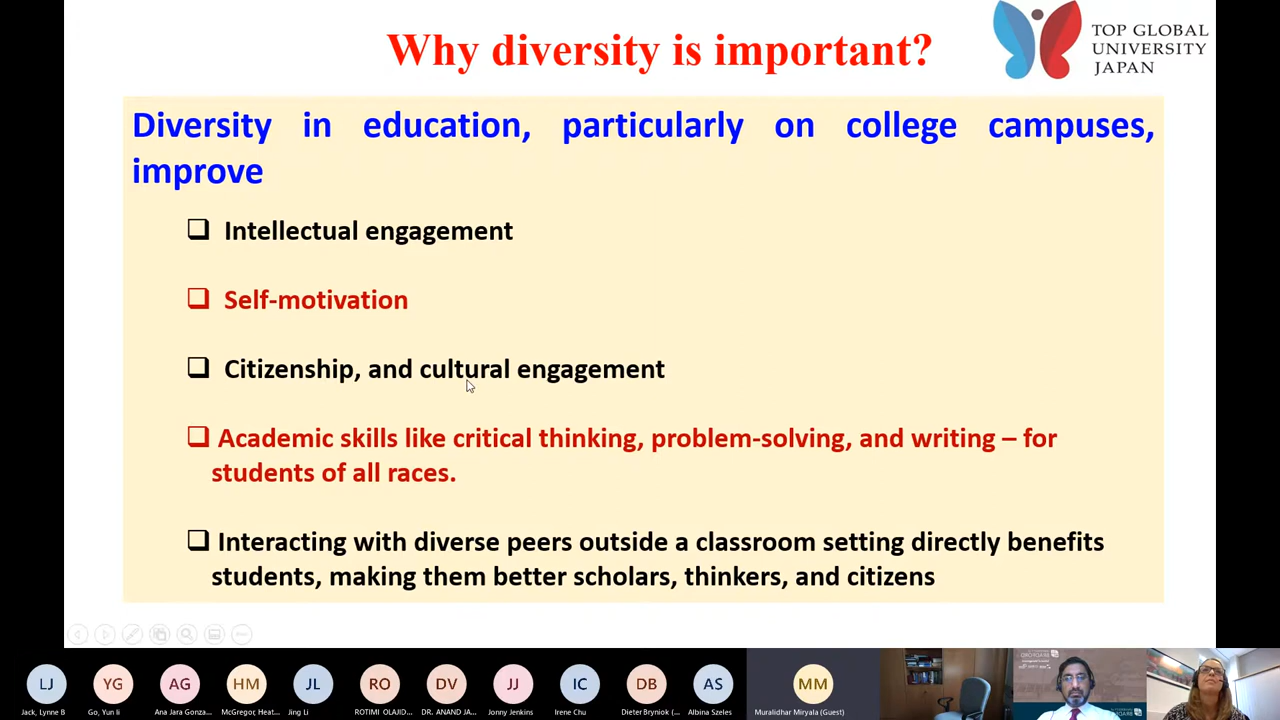 Why diversity is important?
TOP GLOBAL
UNIVERSITY
JAPAN
Diversity in education, particularly on college campuses,
improve
Intellectual engagement
Self-motivation
Citizenship, and cultural engagement
Academic skills like critical thinking, problem-solving, and writing – for
students of all races.
Interacting with diverse peers outside a classroom setting directly benefits
students, making them better scholars, thinkers, and citizens
LJ YG AG HM JL RO DV JJ IC DB AS MM
Jack, Lynne B Go, Yun Ii Ana Jara Gonza... McGregor, Heat... Jing Li ROTIMI OLAJID... DR. ANAND JA... Jonny Jenkins Irene Chu Dieter Bryniok (... Albina Szeles Muralidhar Miryala (Guest)